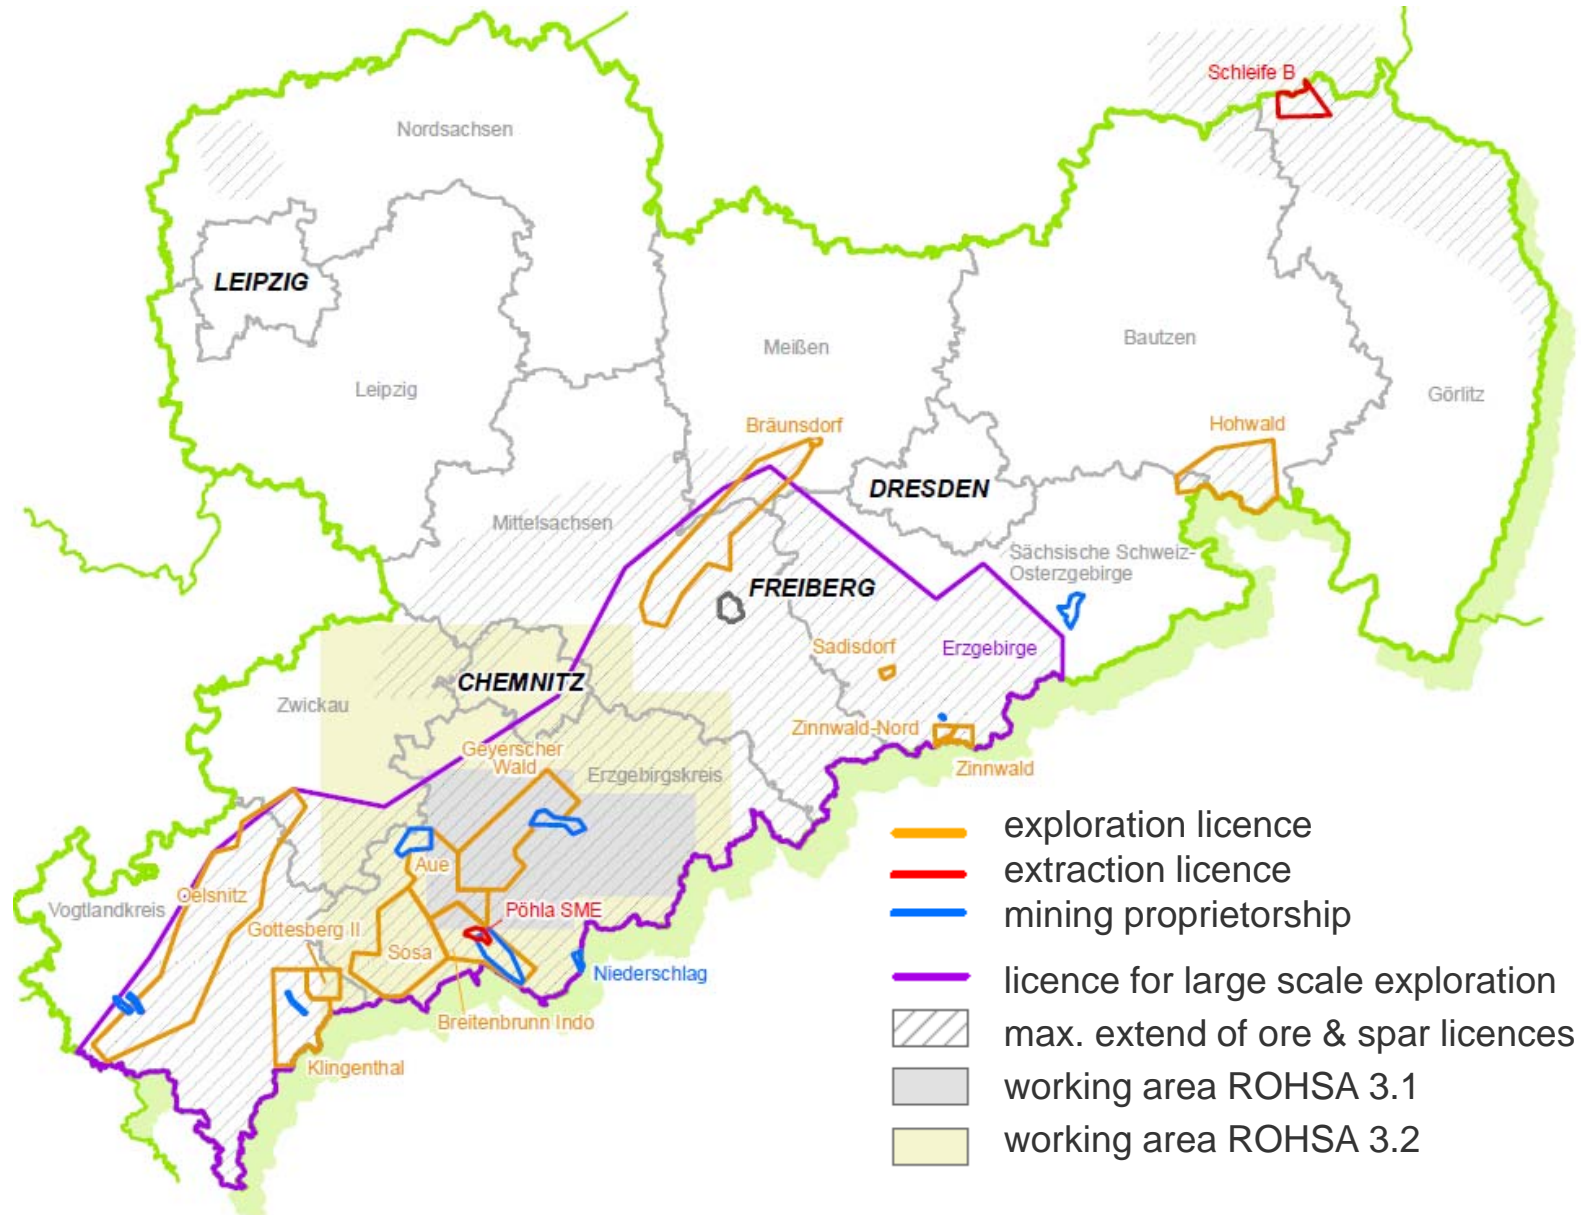 Schleife B
Nordsachsen
LEIPZIG
Leipzig
Meißen
Bautzen
Görlitz
Bräunsdorf
Hohwald
DRESDEN
Mittelsachsen
Sächsische Schweiz-
Osterzgebirge
FREIBERG
Sadisdorf
Erzgebirge
CHEMNITZ
Zwickau
Zinnwald-Nord
Zinnwald
Geyerscher
Wald
Erzgebirgskreis
Aue
Oelsnitz
Vogtlandkreis
Gottesberg II
Pöhla SME
Sosa
Niederschlag
Breitenbrunn Indo
Klingenthal
exploration licence
extraction licence
mining proprietorship
licence for large scale exploration
max. extend of ore & spar licences
working area ROHSA 3.1
working area ROHSA 3.2